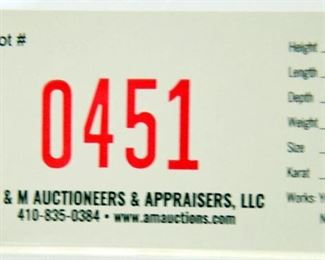 ot #
0451
& M AUCTIONEERS & APPRAISERS, LLC
410-835-0384 • www.amauctions.com
Height
Length
Depth
Weight
Size
Karat
Works: Y
N